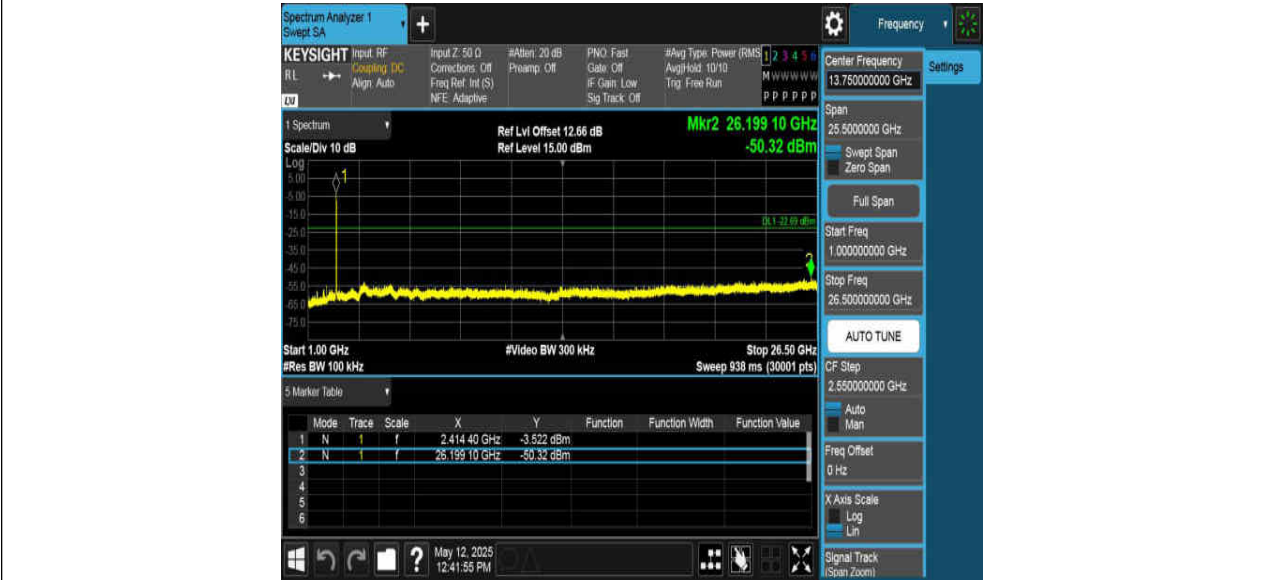 Spectrum Analyzer 1
Swept SA
+
Frequency
KEYSIGHT
RL
LXI
Input: RF
Coupling: DC
Align: Auto
Input Z: 50 Ω
Corrections: Off
Freq Ref: Int (S)
NFE: Adaptive
#Atten: 20 dB
Preamp: Off
PNO: Fast
Gate: Off
IF Gain: Low
Sig Track: Off
#Avg Type: Power (RMS
Avg|Hold: 10/10
Trig: Free Run
1 2 3 4 5 6
M W W W W W
P P P P P P
Center Frequency
13.750000000 GHz
Settings
Span
25.5000000 GHz
Swept Span
Zero Span
Full Span
Start Freq
1.000000000 GHz
Stop Freq
26.500000000 GHz
AUTO TUNE
CF Step
2.550000000 GHz
Auto
Man
Freq Offset
0 Hz
X Axis Scale
Log
Lin
Signal Track
(Span Zoom)
1 Spectrum
Scale/Div 10 dB
Ref Lvl Offset 12.66 dB
Ref Level 15.00 dBm
Mkr2 26.199 10 GHz
-50.32 dBm
Log
5.00
-5.00
-15.0
-25.0
-35.0
-45.0
-55.0
-65.0
-75.0
1
2
DL1 -22.69 dBm
Start 1.00 GHz
#Res BW 100 kHz
#Video BW 300 kHz
Stop 26.50 GHz
Sweep 938 ms (30001 pts)
5 Marker Table
Mode Trace Scale X Y Function Function Width Function Value
1 N 1 f 2.414 40 GHz -3.522 dBm
2 N 1 f 26.199 10 GHz -50.32 dBm
3
4
5
6
?
May 12, 2025
12:41:55 PM